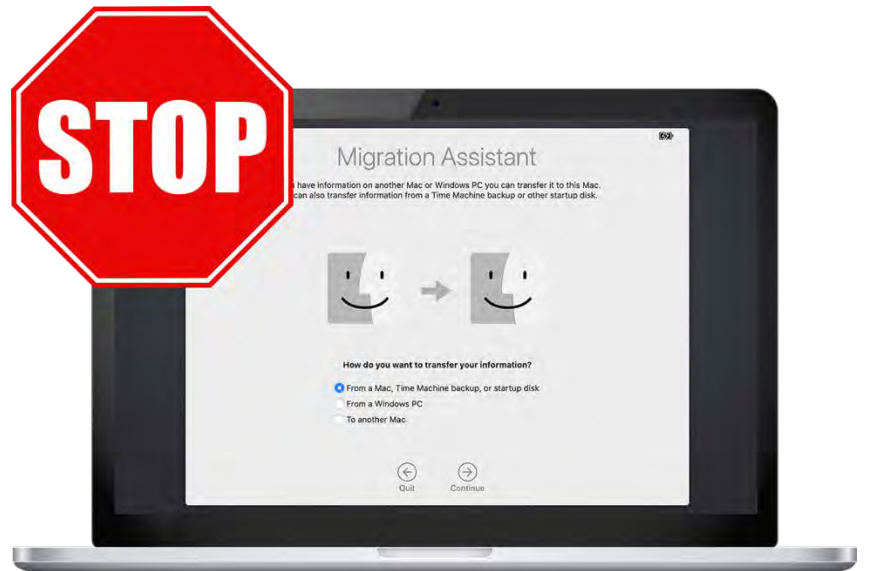 STOP
Migration Assistant
have information on another Mac or Windows PC you can transfer it to this Mac.
can also transfer information from a Time Machine backup or other startup disk.
How do you want to transfer your information?
From a Mac, Time Machine backup, or startup disk
From a Windows PC
To another Mac
Quit
Continue